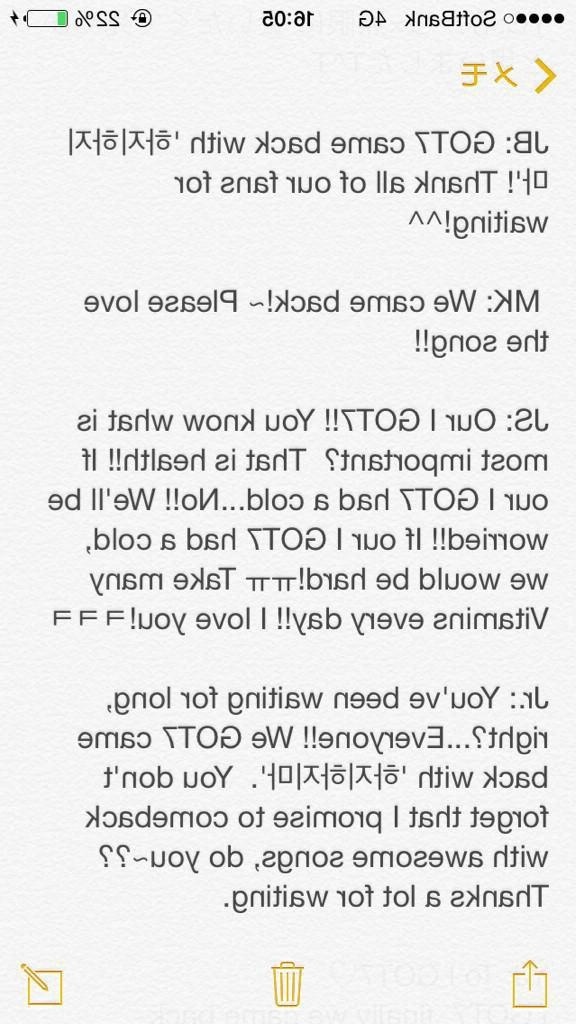 SoftBank 4G 16:05 22%
メモ
JB: GOT7 came back with '하지하지
마'! Thank all of our fans for
waiting!^^
MK: We came back!~ Please love
the song!!
JS: Our I GOT7!! You know what is
most important? That is health!! If
our I GOT7 had a cold...No!! We'll be
worried!! If our I GOT7 had a cold,
we would be hard!ㅠㅠ Take many
Vitamins every day!! I love you!ㅋㅋㅋ
Jr.: You've been waiting for long,
right?...Everyone!! We GOT7 came
back with '하지하지마'. You don't
forget that I promise to comeback
with awesome songs, do you~??
Thanks a lot for waiting.